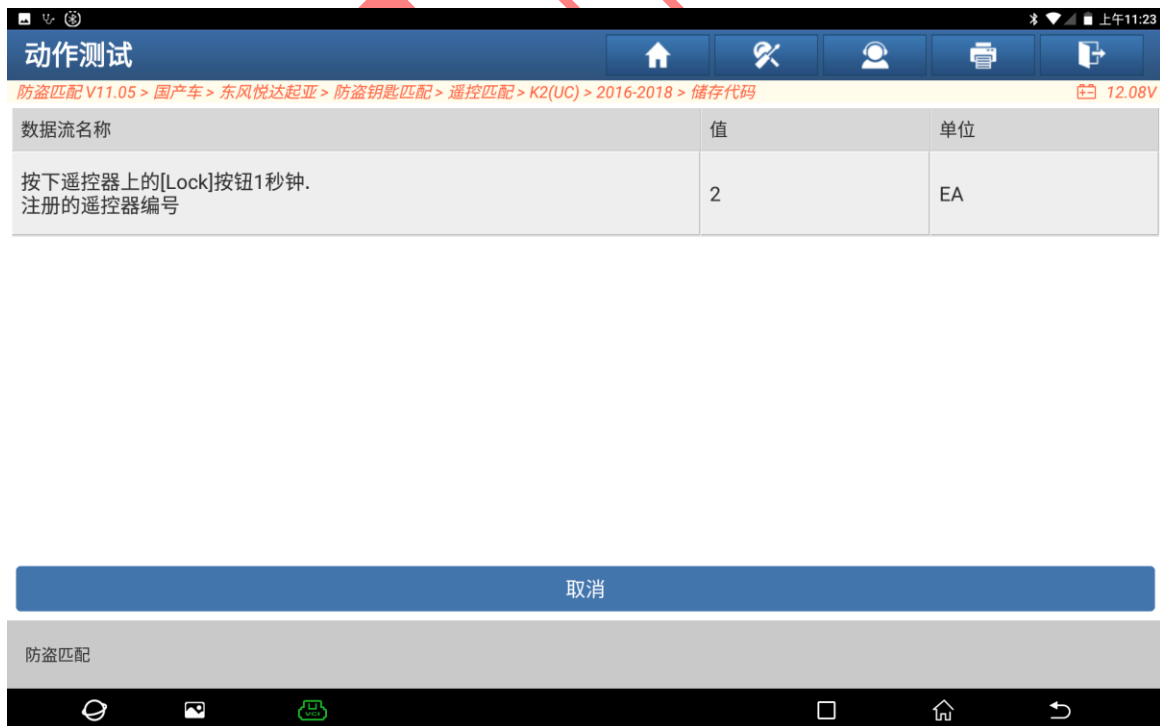 上午11:23
动作测试
防盗匹配 V11.05 > 国产车 > 东风悦达起亚 > 防盗钥匙匹配 > 遥控匹配 > K2(UC) > 2016-2018 > 储存代码
12.08V
数据流名称 值 单位
按下遥控器上的[Lock]按钮1秒钟.
注册的遥控器编号
2 EA
取消
防盗匹配
VCI